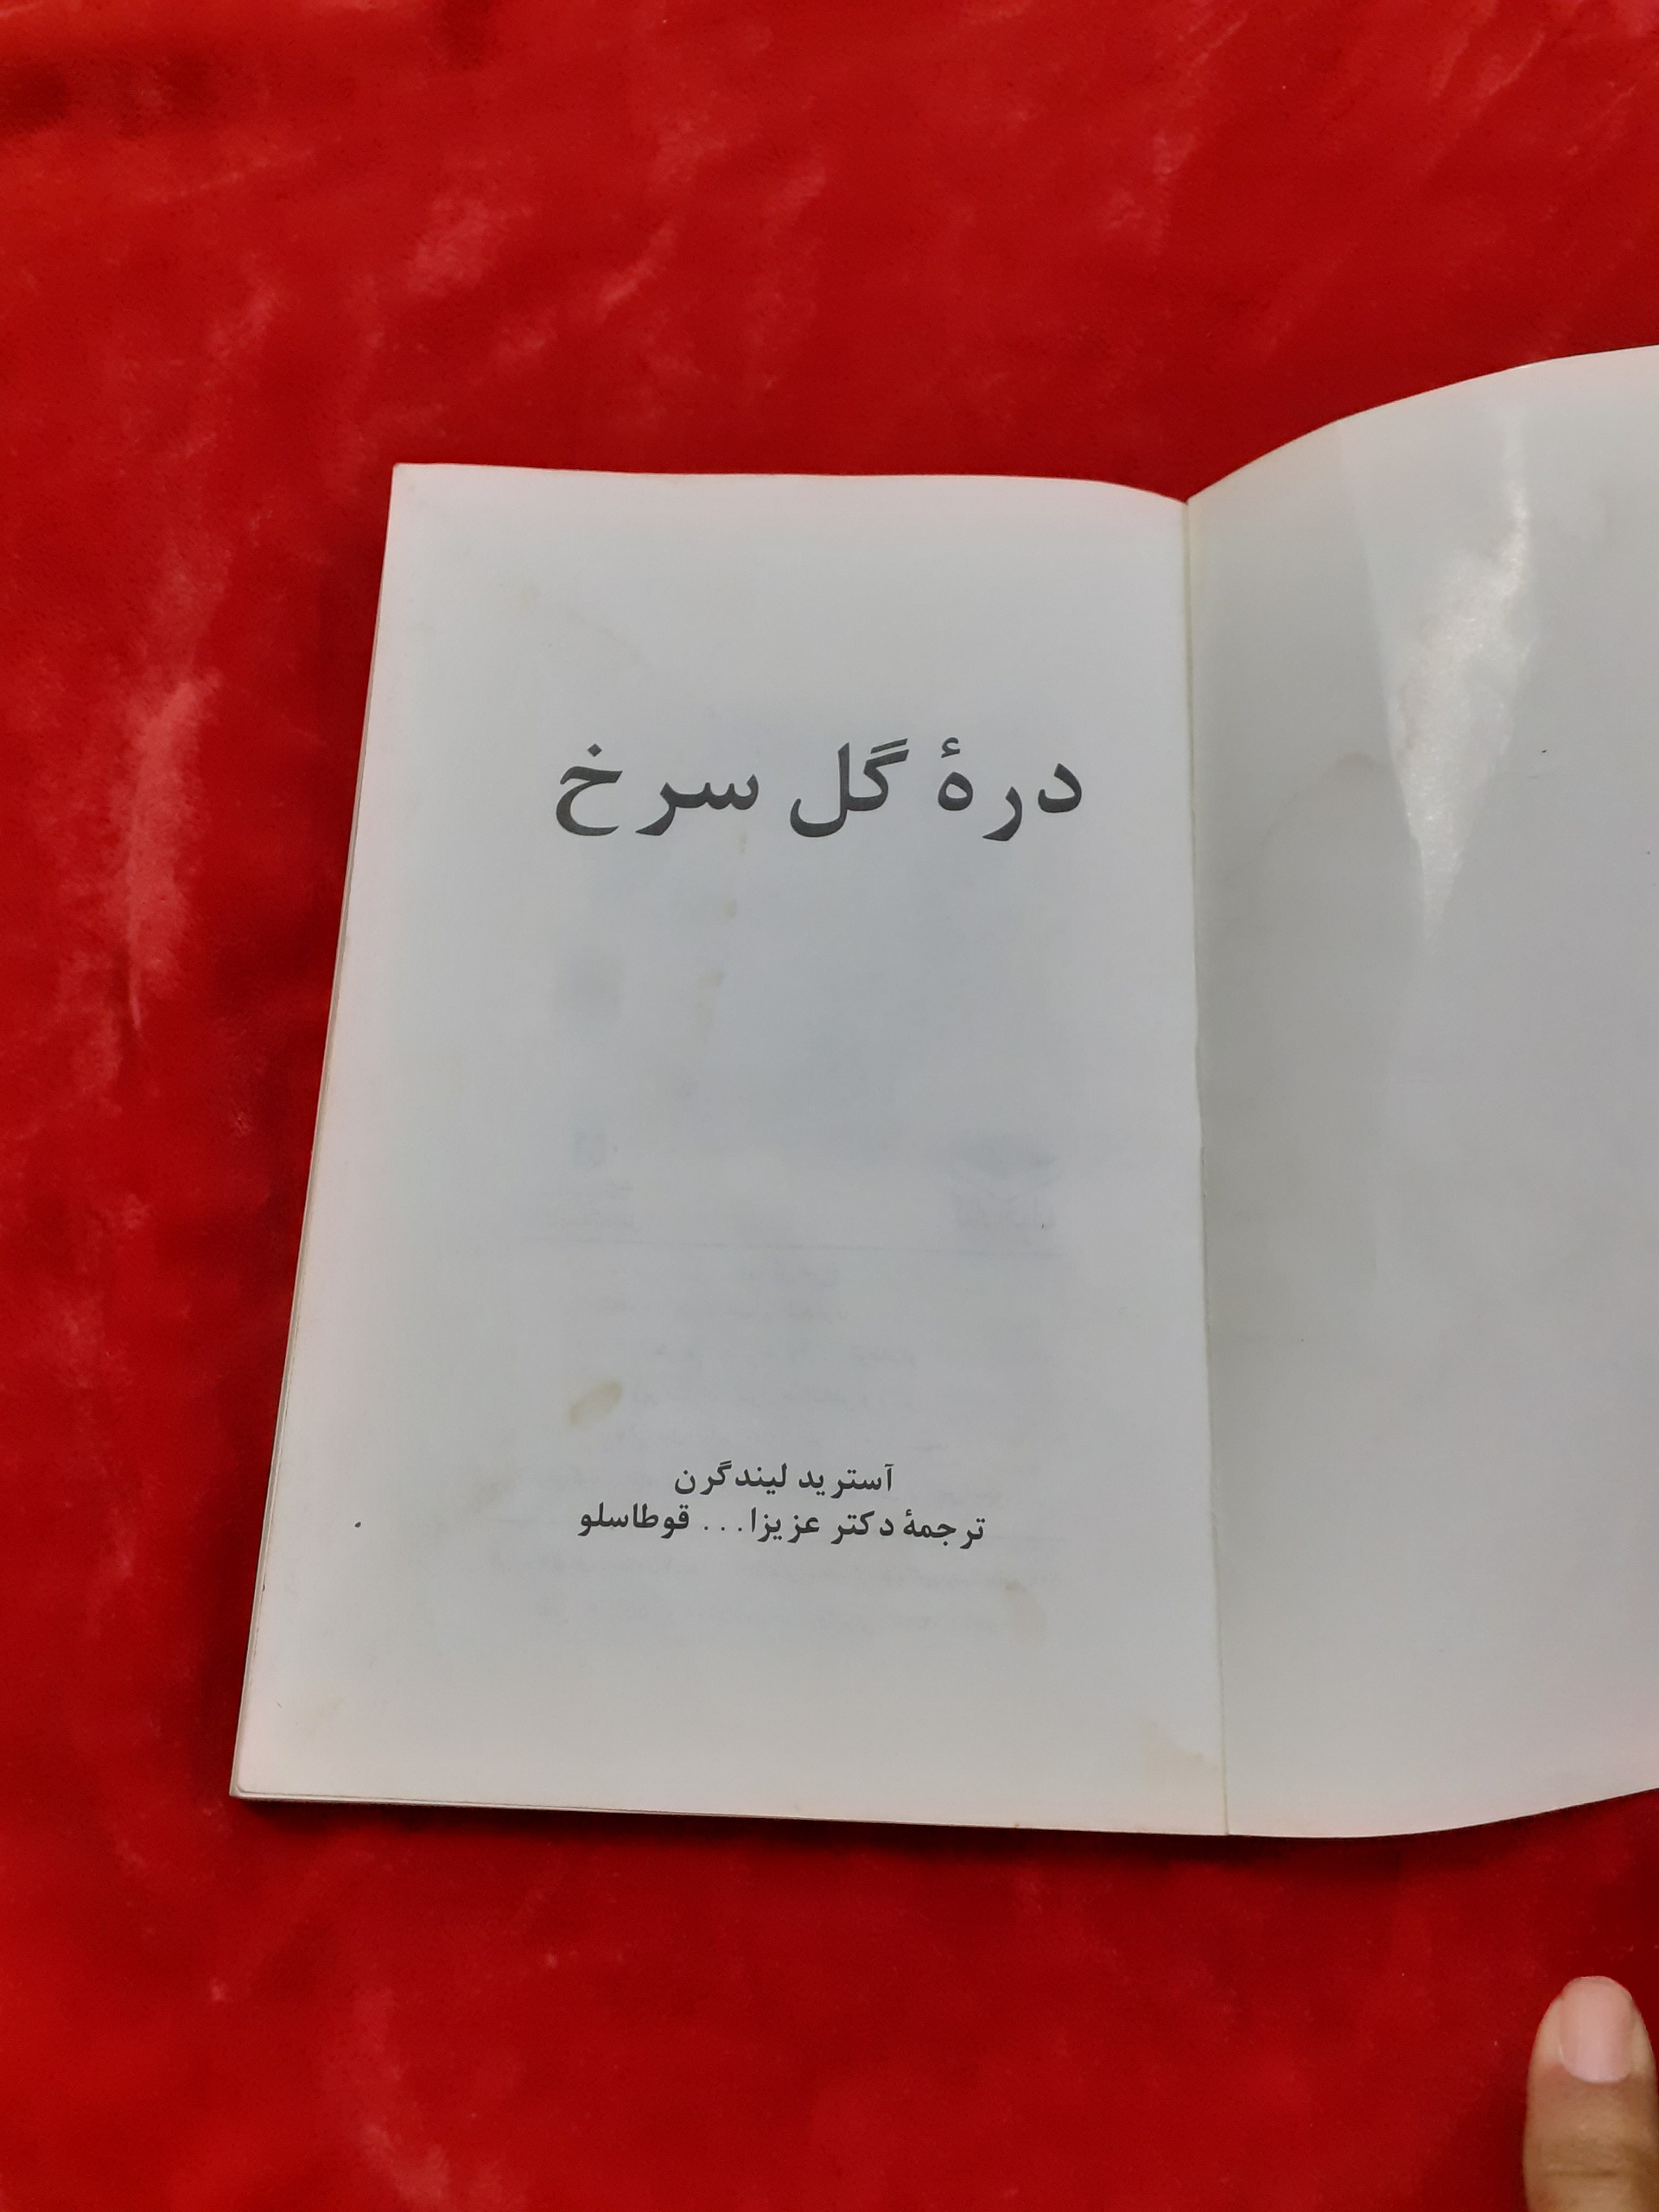 درهٔ گل سرخ
آسترید لیندگرن
ترجمهٔ دکتر عزیزا... قوطاسلو